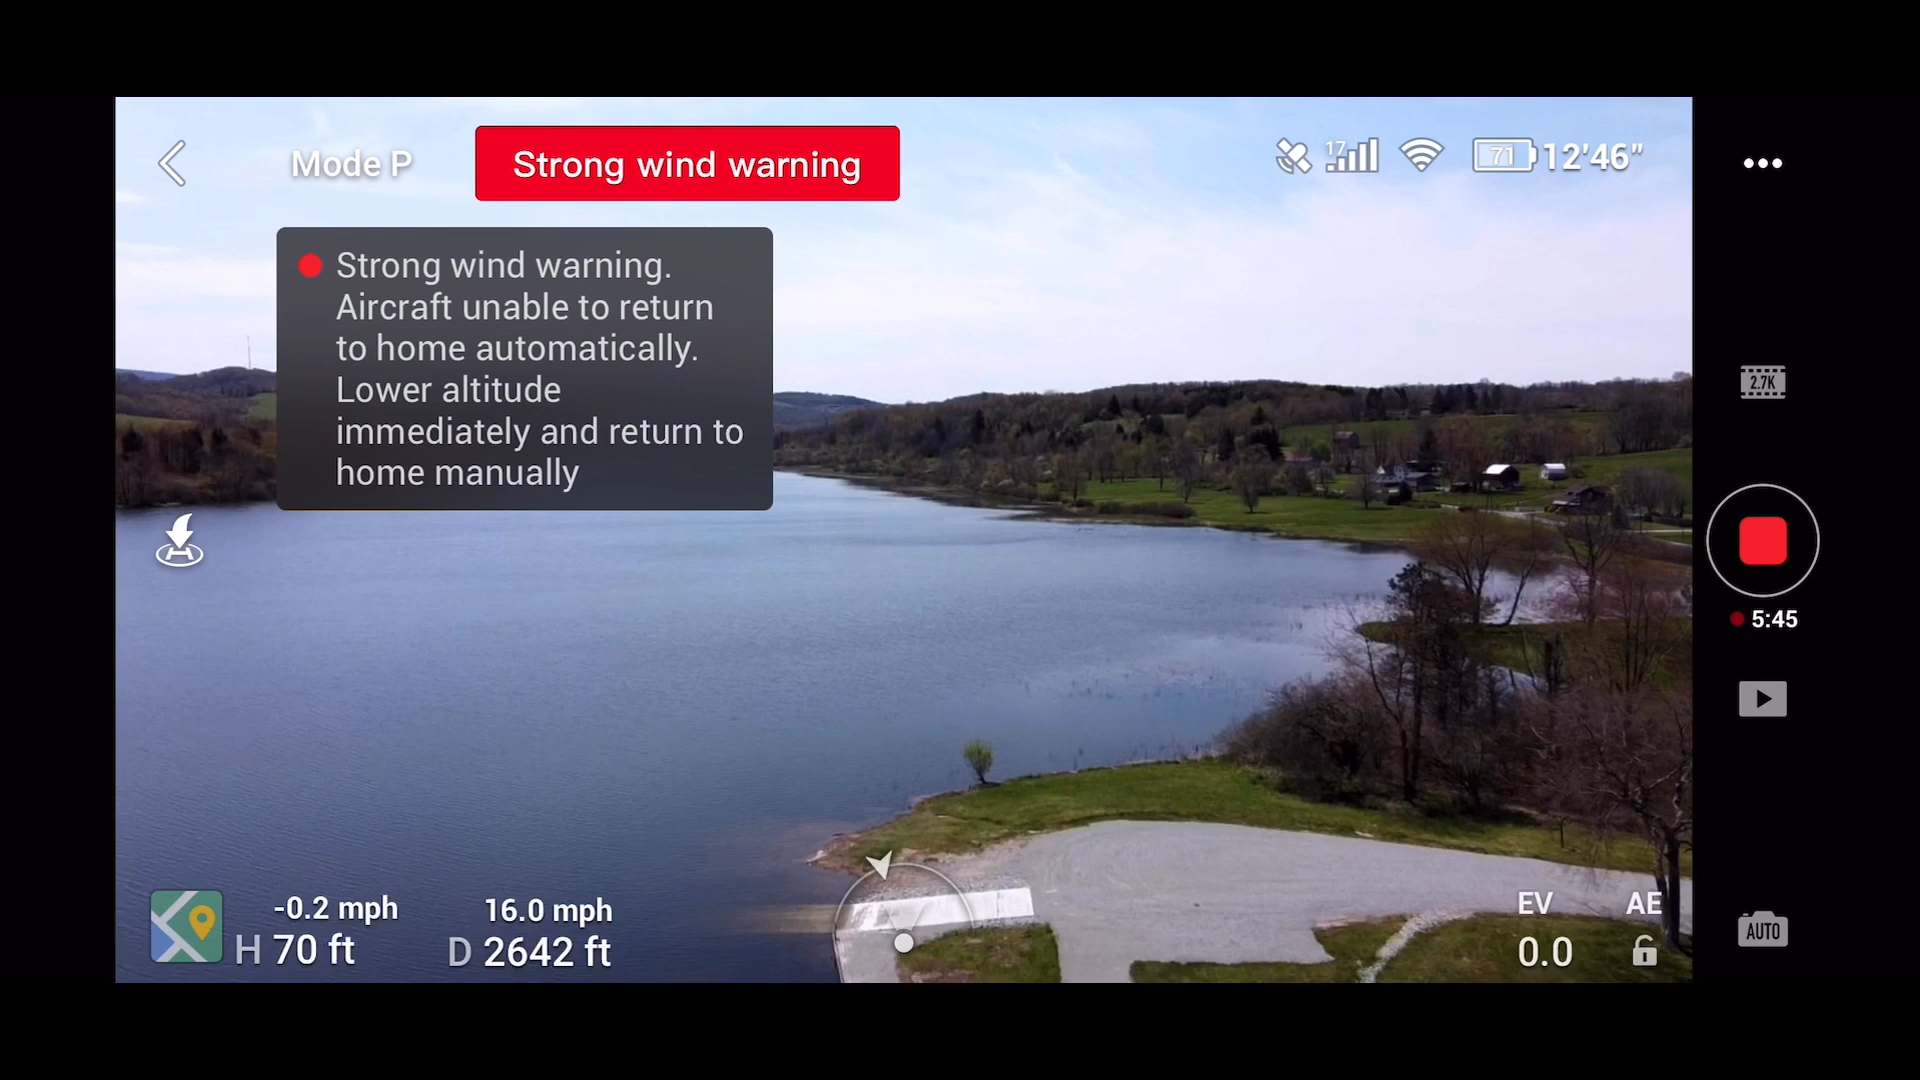 Mode P
Strong wind warning
17
71
12'46"
Strong wind warning.
Aircraft unable to return
to home automatically.
Lower altitude
immediately and return to
home manually
2.7K
5:45
-0.2 mph
16.0 mph
H 70 ft
D 2642 ft
EV
AE
0.0
AUTO